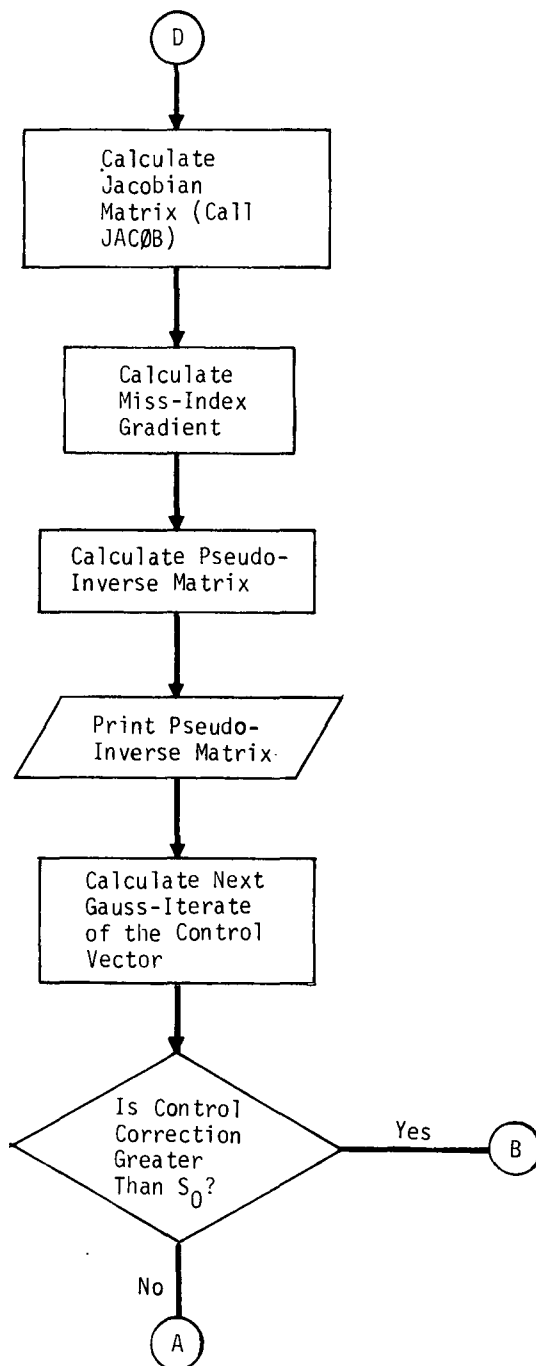 D
Calculate
Jacobian
Matrix (Call
JACØB)
Calculate
Miss-Index
Gradient
Calculate Pseudo-
Inverse Matrix
Print Pseudo-
Inverse Matrix
Calculate Next
Gauss-Iterate
of the Control
Vector
Is Control
Correction
Greater
Than S₀?
Yes
B
No
A